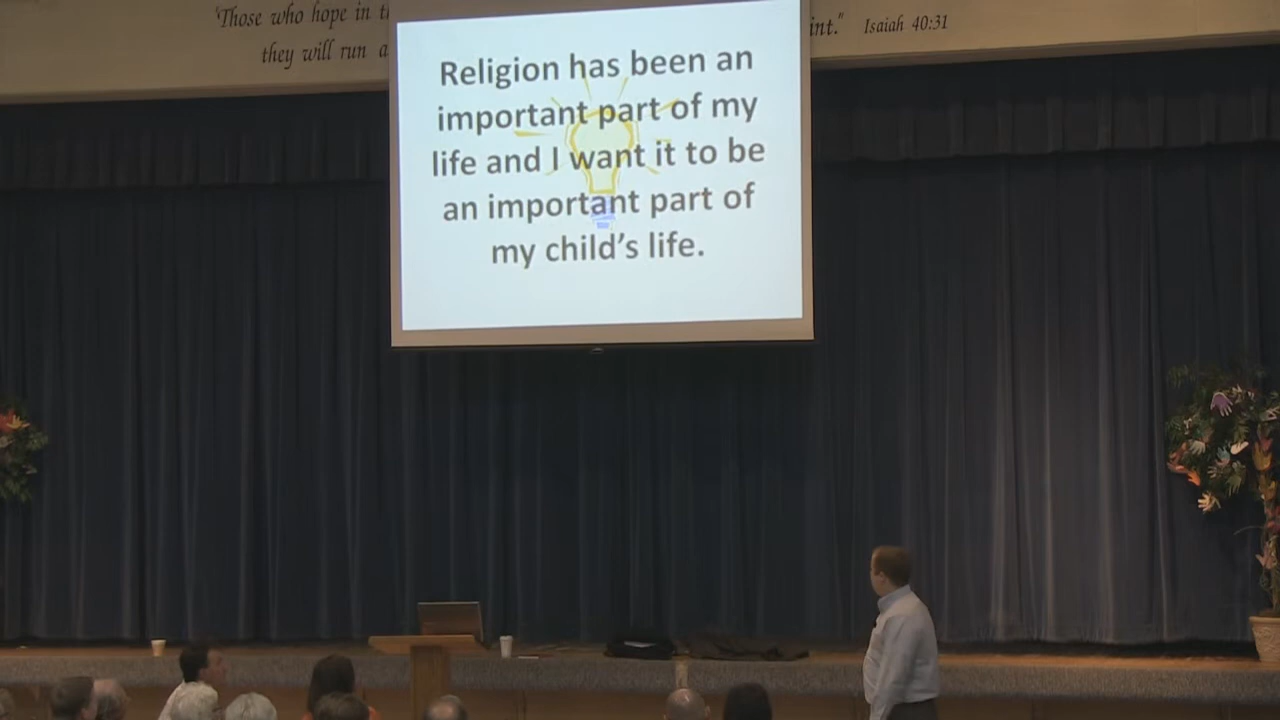 "Those who hope in
int." Isaiah 40:31
they will run
Religion has been an
important part of my
life and I want it to be
an important part of
my child's life.